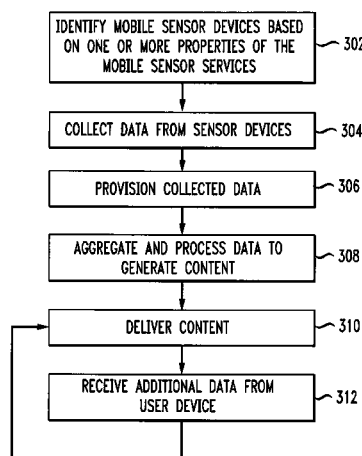 IDENTIFY MOBILE SENSOR DEVICES BASED
ON ONE OR MORE PROPERTIES OF THE
MOBILE SENSOR SERVICES
302
COLLECT DATA FROM SENSOR DEVICES
304
PROVISION COLLECTED DATA
306
AGGREGATE AND PROCESS DATA TO
GENERATE CONTENT
308
DELIVER CONTENT
310
RECEIVE ADDITIONAL DATA FROM
USER DEVICE
312